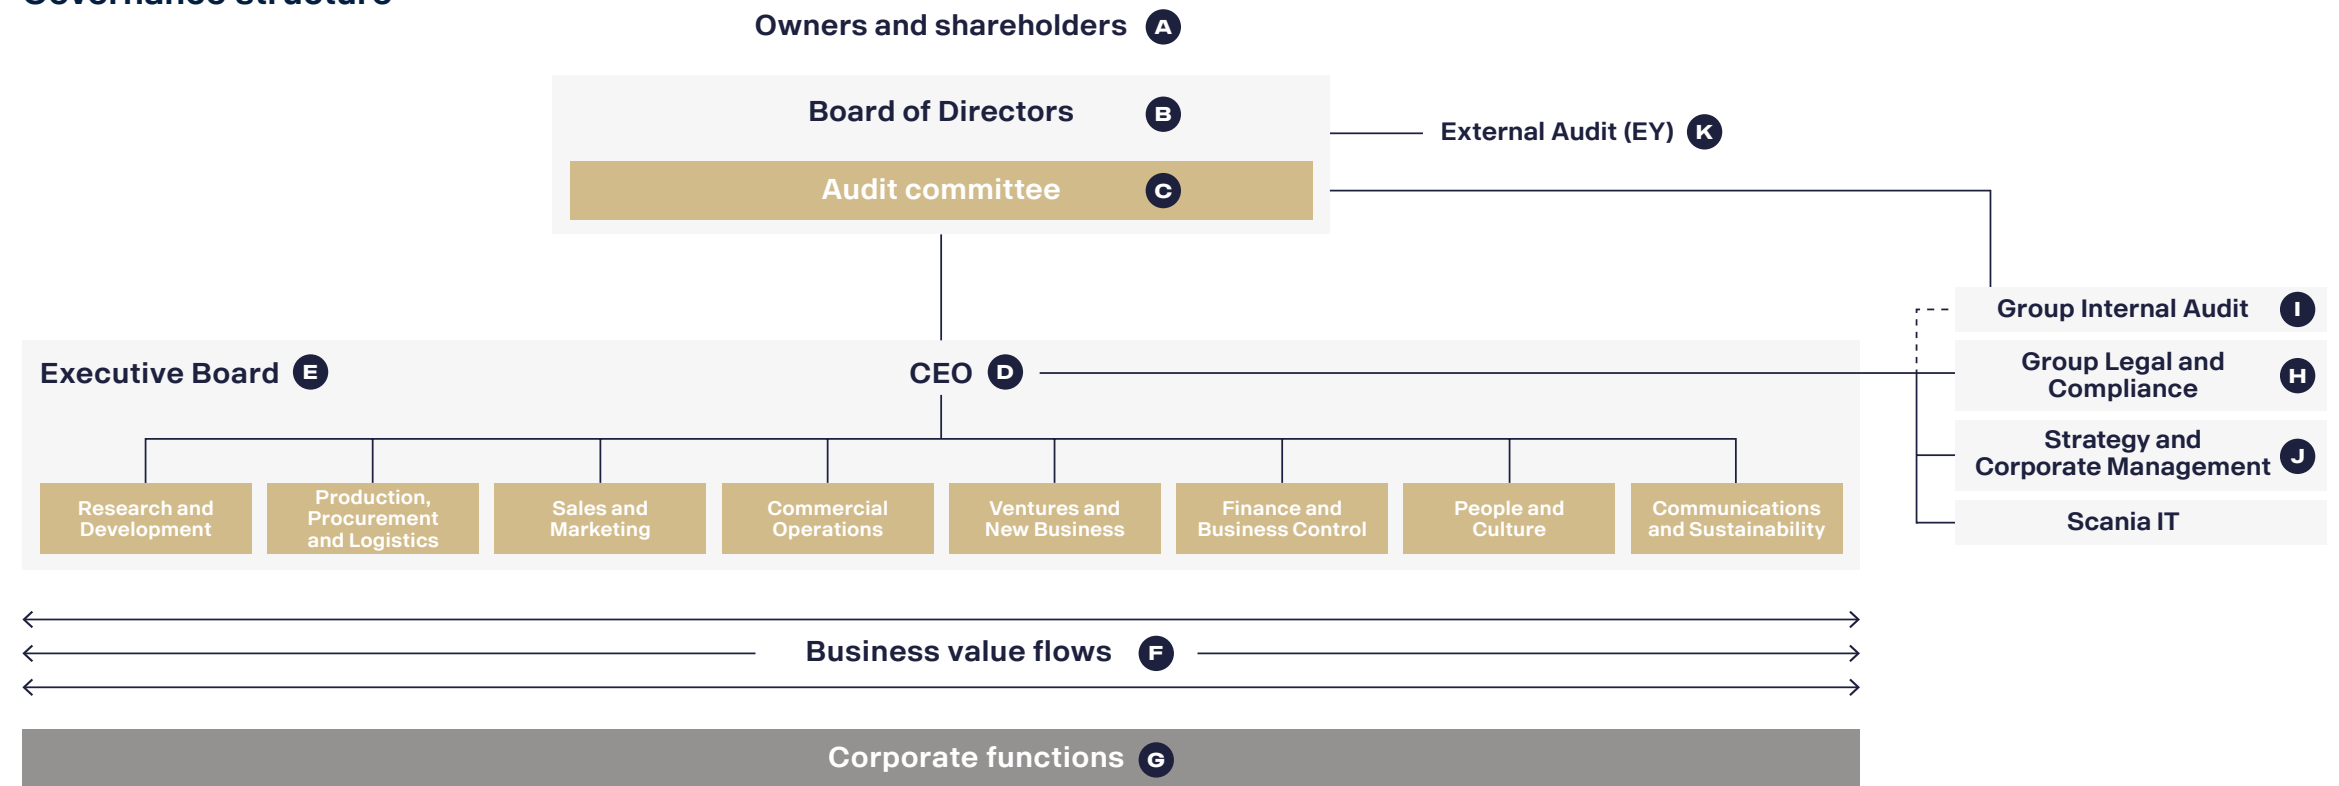 Governance structure
Owners and shareholders A
Board of Directors B
External Audit (EY) K
Audit committee C
Group Internal Audit I
Executive Board E
CEO D
Group Legal and
Compliance H
Strategy and
Corporate Management J
Scania IT
Research and
Development
Production,
Procurement
and Logistics
Sales and
Marketing
Commercial
Operations
Ventures and
New Business
Finance and
Business Control
People and
Culture
Communications
and Sustainability
Business value flows F
Corporate functions G